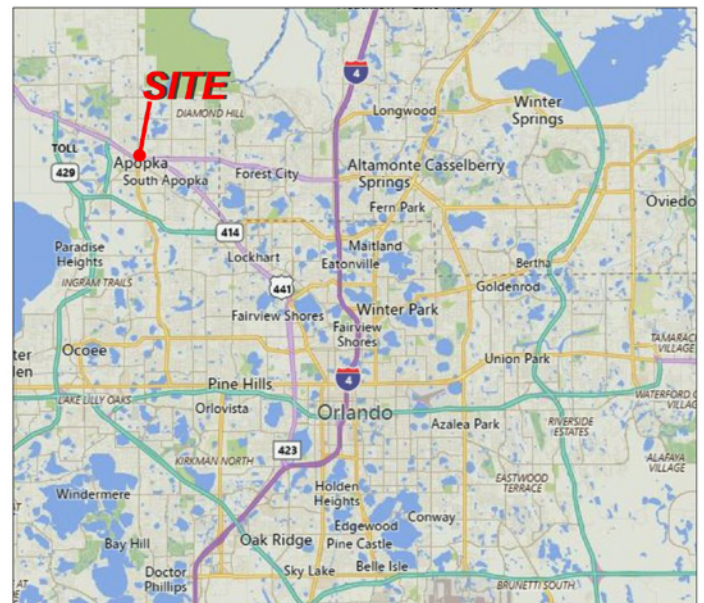 4
Longwood
Winter
Springs
SITE
DIAMOND HILL
TOLL
429
Apopka
South Apopka
Forest City
Altamonte
Springs
Casselberry
Fern Park
Oviedo
414
Maitland
Eatonville
Lockhart
Paradise
Heights
INGRAM TRAILS
Bertha
Goldenrod
441
Fairview Shores
Winter Park
Fairview
Shores
TAMARAC
VILLAGE
ter
en
Ocoee
Union Park
Pine Hills
4
LAKE LILLY OAKS
Orlovista
Orlando
WATERFORD
VILLAG
Azalea Park
RIVERSIDE
ESTATES
423
KIRKMAN NORTH
ALAFAYA
VILLAGE
Windermere
Holden
Heights
EASTWOOD
TERRACE
Conway
Edgewood
Bay Hill
Oak Ridge
Pine Castle
Doctor
Phillips
Sky Lake
Belle Isle
BRUNETTI SOUTH